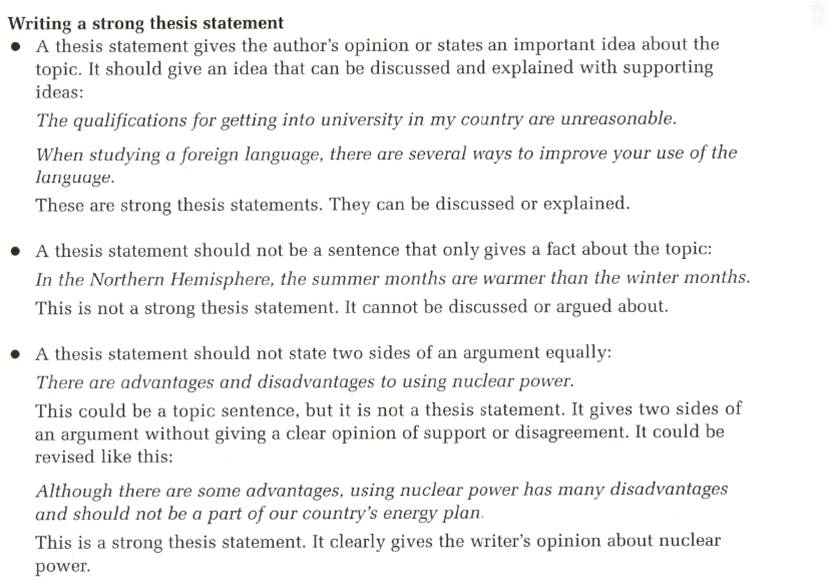 Writing a strong thesis statement
● A thesis statement gives the author's opinion or states an important idea about the
topic. It should give an idea that can be discussed and explained with supporting
ideas:
The qualifications for getting into university in my country are unreasonable.
When studying a foreign language, there are several ways to improve your use of the
language.
These are strong thesis statements. They can be discussed or explained.
● A thesis statement should not be a sentence that only gives a fact about the topic:
In the Northern Hemisphere, the summer months are warmer than the winter months.
This is not a strong thesis statement. It cannot be discussed or argued about.
● A thesis statement should not state two sides of an argument equally:
There are advantages and disadvantages to using nuclear power.
This could be a topic sentence, but it is not a thesis statement. It gives two sides of
an argument without giving a clear opinion of support or disagreement. It could be
revised like this:
Although there are some advantages, using nuclear power has many disadvantages
and should not be a part of our country's energy plan.
This is a strong thesis statement. It clearly gives the writer's opinion about nuclear
power.